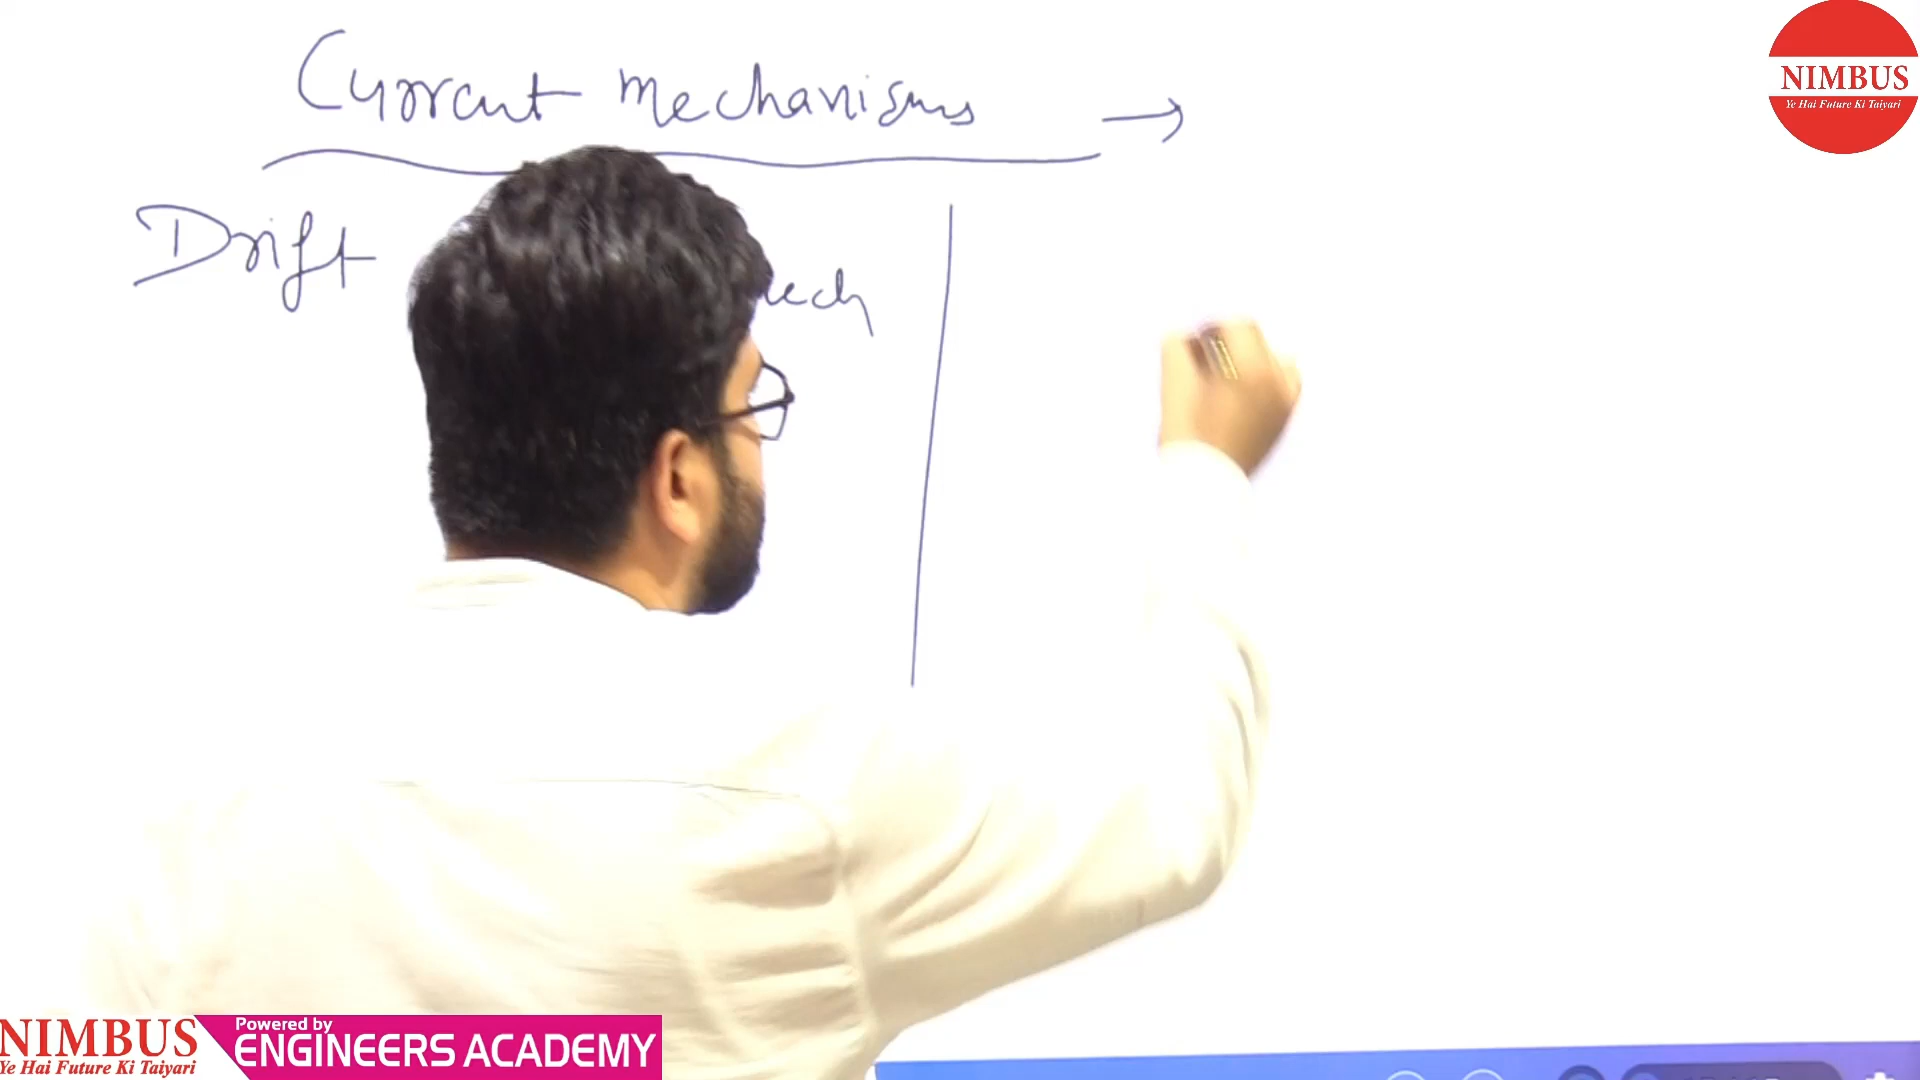 Current mechanisms →
NIMBUS
Ye Hai Future Ki Taiyari
Drift
NIMBUS
Ye Hai Future Ki Taiyari
Powered by
ENGINEERS ACADEMY